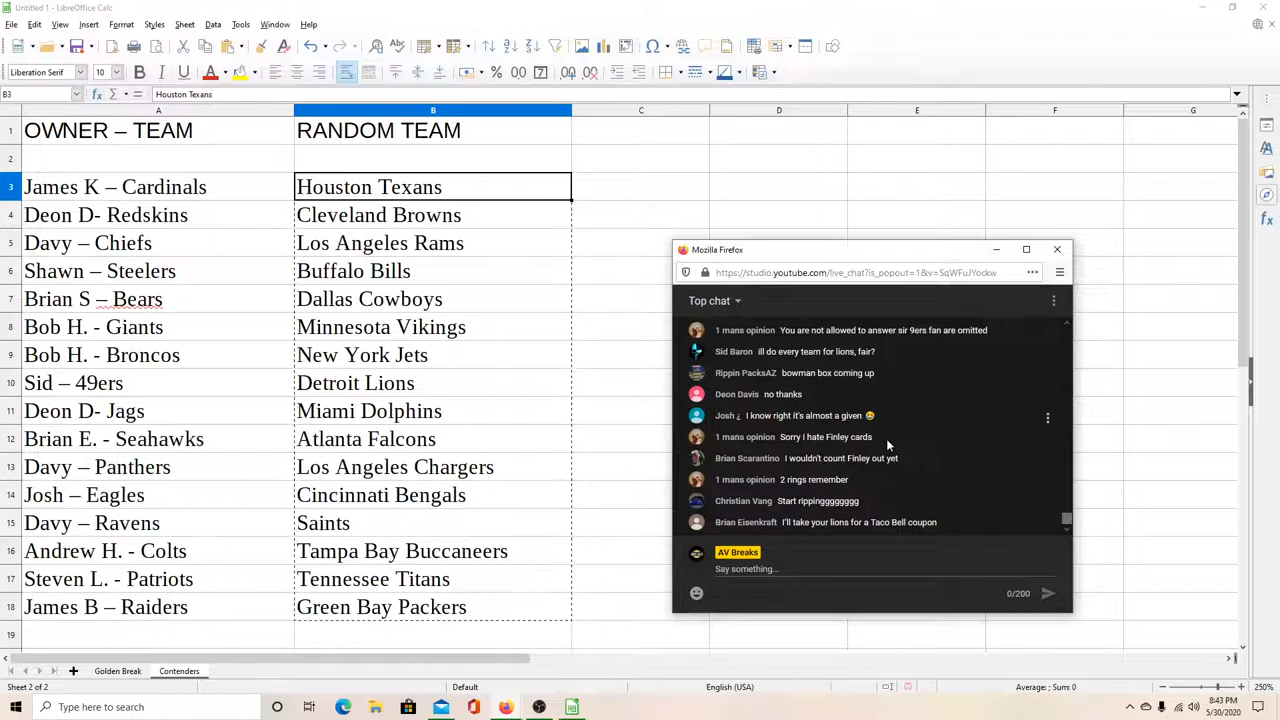 Untitled 1 - LibreOffice Calc
File Edit View Insert Format Styles Sheet Data Tools Window Help
Liberation Serif 10
B3 Houston Texans
A B C D E F G
1 OWNER – TEAM RANDOM TEAM
2
3 James K – Cardinals Houston Texans
4 Deon D- Redskins Cleveland Browns
5 Davy – Chiefs Los Angeles Rams
6 Shawn – Steelers Buffalo Bills
7 Brian S – Bears Dallas Cowboys
8 Bob H. - Giants Minnesota Vikings
9 Bob H. - Broncos New York Jets
10 Sid – 49ers Detroit Lions
11 Deon D- Jags Miami Dolphins
12 Brian E. - Seahawks Atlanta Falcons
13 Davy – Panthers Los Angeles Chargers
14 Josh – Eagles Cincinnati Bengals
15 Davy – Ravens Saints
16 Andrew H. - Colts Tampa Bay Buccaneers
17 Steven L. - Patriots Tennessee Titans
18 James B – Raiders Green Bay Packers
19
Mozilla Firefox
https://studio.youtube.com/live_chat?is_popout=1&v=SqWFuJYockw
Top chat
1 mans opinion You are not allowed to answer sir 9ers fan are omitted
Sid Baron ill do every team for lions, fair?
Rippin PacksAZ bowman box coming up
Deon Davis no thanks
Josh ¿ I know right it's almost a given 😂
1 mans opinion Sorry I hate Finley cards
Brian Scarantino I wouldn't count Finley out yet
1 mans opinion 2 rings remember
Christian Vang Start rippingggggggg
Brian Eisenkraft I'll take your lions for a Taco Bell coupon
AV Breaks
Say something...
0/200
Golden Break Contenders
Sheet 2 of 2 Default English (USA) Average: ; Sum: 0 250%
Type here to search
8:43 PM
5/30/2020